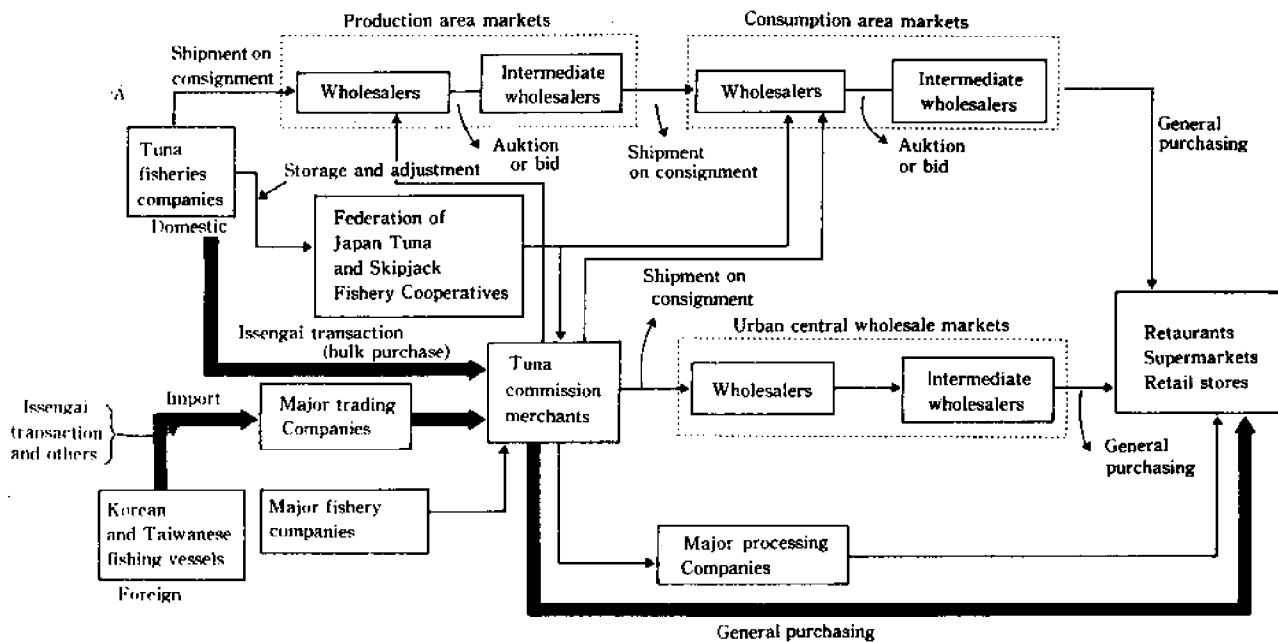 Production area markets
Consumption area markets
Shipment on
consignment
Wholesalers
Intermediate
wholesalers
Wholesalers
Intermediate
wholesalers
Auktion
or bid
Shipment
on consignment
Auktion
or bid
General
purchasing
Tuna
fisheries
companies
Domestic
Storage and adjustment
Federation of
Japan Tuna
and Skipjack
Fishery Cooperatives
Shipment on
consignment
Issengai transaction
(bulk purchase)
Urban central wholesale markets
Tuna
commission
merchants
Wholesalers
Intermediate
wholesalers
Retaurants
Supermarkets
Retail stores
Issengai
transaction
and others
Import
Major trading
Companies
General
purchasing
Korean
and Taiwanese
fishing vessels
Foreign
Major fishery
companies
Major processing
Companies
General purchasing